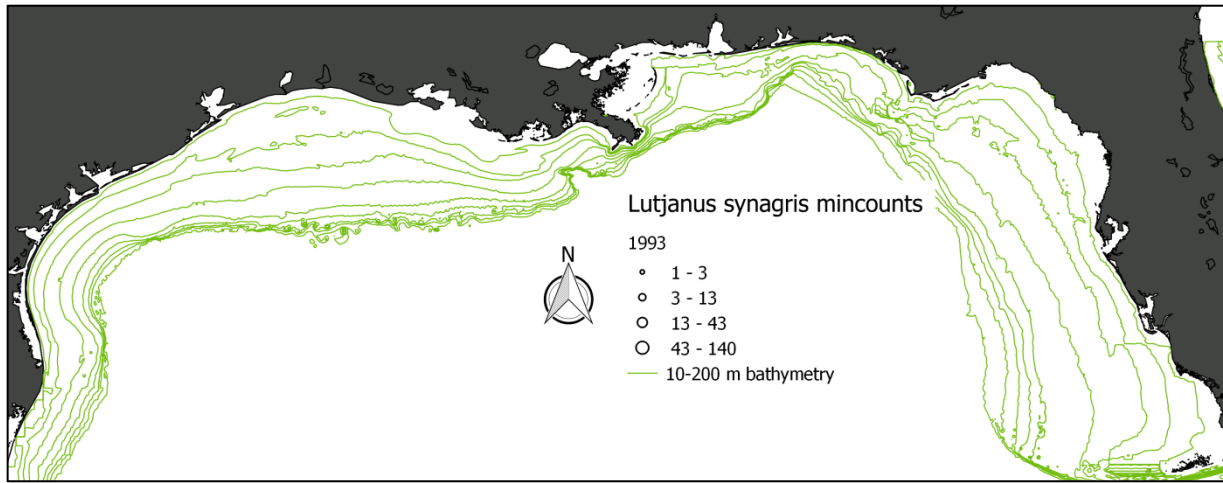 Lutjanus synagris mincounts
1993
N
1 - 3
3 - 13
13 - 43
43 - 140
10-200 m bathymetry